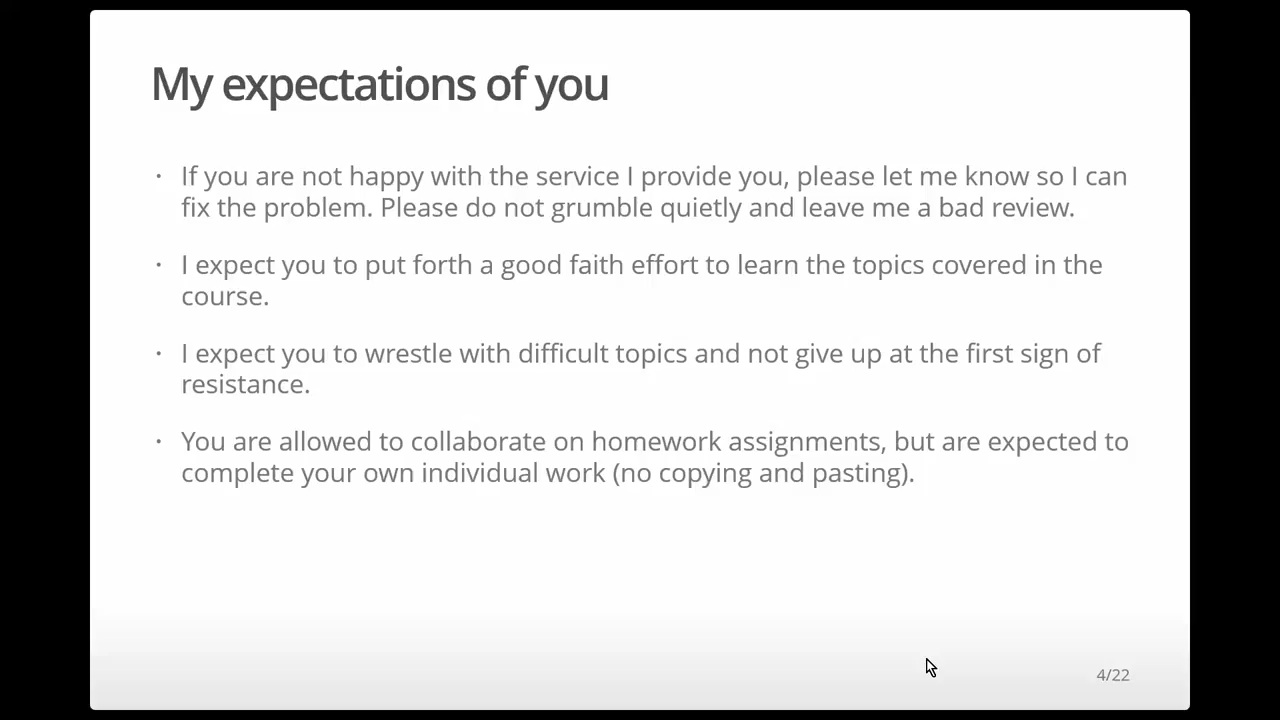 My expectations of you
· If you are not happy with the service I provide you, please let me know so I can
fix the problem. Please do not grumble quietly and leave me a bad review.
· I expect you to put forth a good faith effort to learn the topics covered in the
course.
· I expect you to wrestle with difficult topics and not give up at the first sign of
resistance.
· You are allowed to collaborate on homework assignments, but are expected to
complete your own individual work (no copying and pasting).
4/22